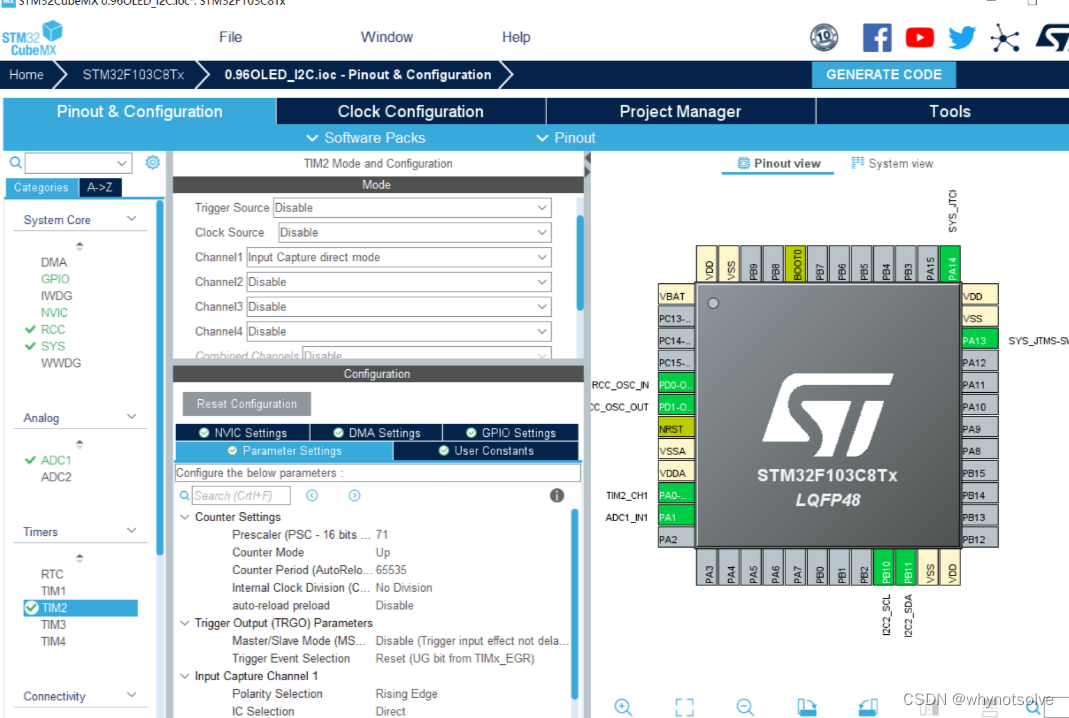 STM32CubeMX 0.96OLED_I2C.ioc*: STM32F103C8Tx
STM32
CubeMX
File Window Help
10
Home STM32F103C8Tx 0.96OLED_I2C.ioc - Pinout & Configuration GENERATE CODE
Pinout & Configuration Clock Configuration Project Manager Tools
Software Packs Pinout
TIM2 Mode and Configuration
Pinout view System view
Categories A->Z
Mode
System Core
DMA
GPIO
IWDG
NVIC
RCC
SYS
WWDG
Analog
ADC1
ADC2
Timers
RTC
TIM1
TIM2
TIM3
TIM4
Connectivity
Trigger Source Disable
Clock Source Disable
Channel1 Input Capture direct mode
Channel2 Disable
Channel3 Disable
Channel4 Disable
Combined Channels Disable
Configuration
Reset Configuration
NVIC Settings DMA Settings GPIO Settings
Parameter Settings User Constants
Configure the below parameters :
Search (Crtl+F)
Counter Settings
Prescaler (PSC - 16 bits ... 71
Counter Mode Up
Counter Period (AutoRelo... 65535
Internal Clock Division (C... No Division
auto-reload preload Disable
Trigger Output (TRGO) Parameters
Master/Slave Mode (MS... Disable (Trigger input effect not dela...
Trigger Event Selection Reset (UG bit from TIMx_EGR)
Input Capture Channel 1
Polarity Selection Rising Edge
IC Selection Direct
SYS_JTCI
VDD VSS PB9 PB8 BOOT0 PB7 PB6 PB5 PB4 PB3 PA15 PA14
VBAT
PC13-..
PC14-..
PC15-..
RCC_OSC_IN PD0-O..
CC_OSC_OUT PD1-O..
NRST
VSSA
VDDA
TIM2_CH1 PA0-..
ADC1_IN1 PA1
PA2
STM32F103C8Tx
LQFP48
VDD
VSS
PA13 SYS_JTMS-SW
PA12
PA11
PA10
PA9
PA8
PB15
PB14
PB13
PB12
PA3 PA4 PA5 PA6 PA7 PB0 PB1 PB2 PB10 PB11 VSS VDD
I2C2_SCL
I2C2_SDA
CSDN @whynotsolve